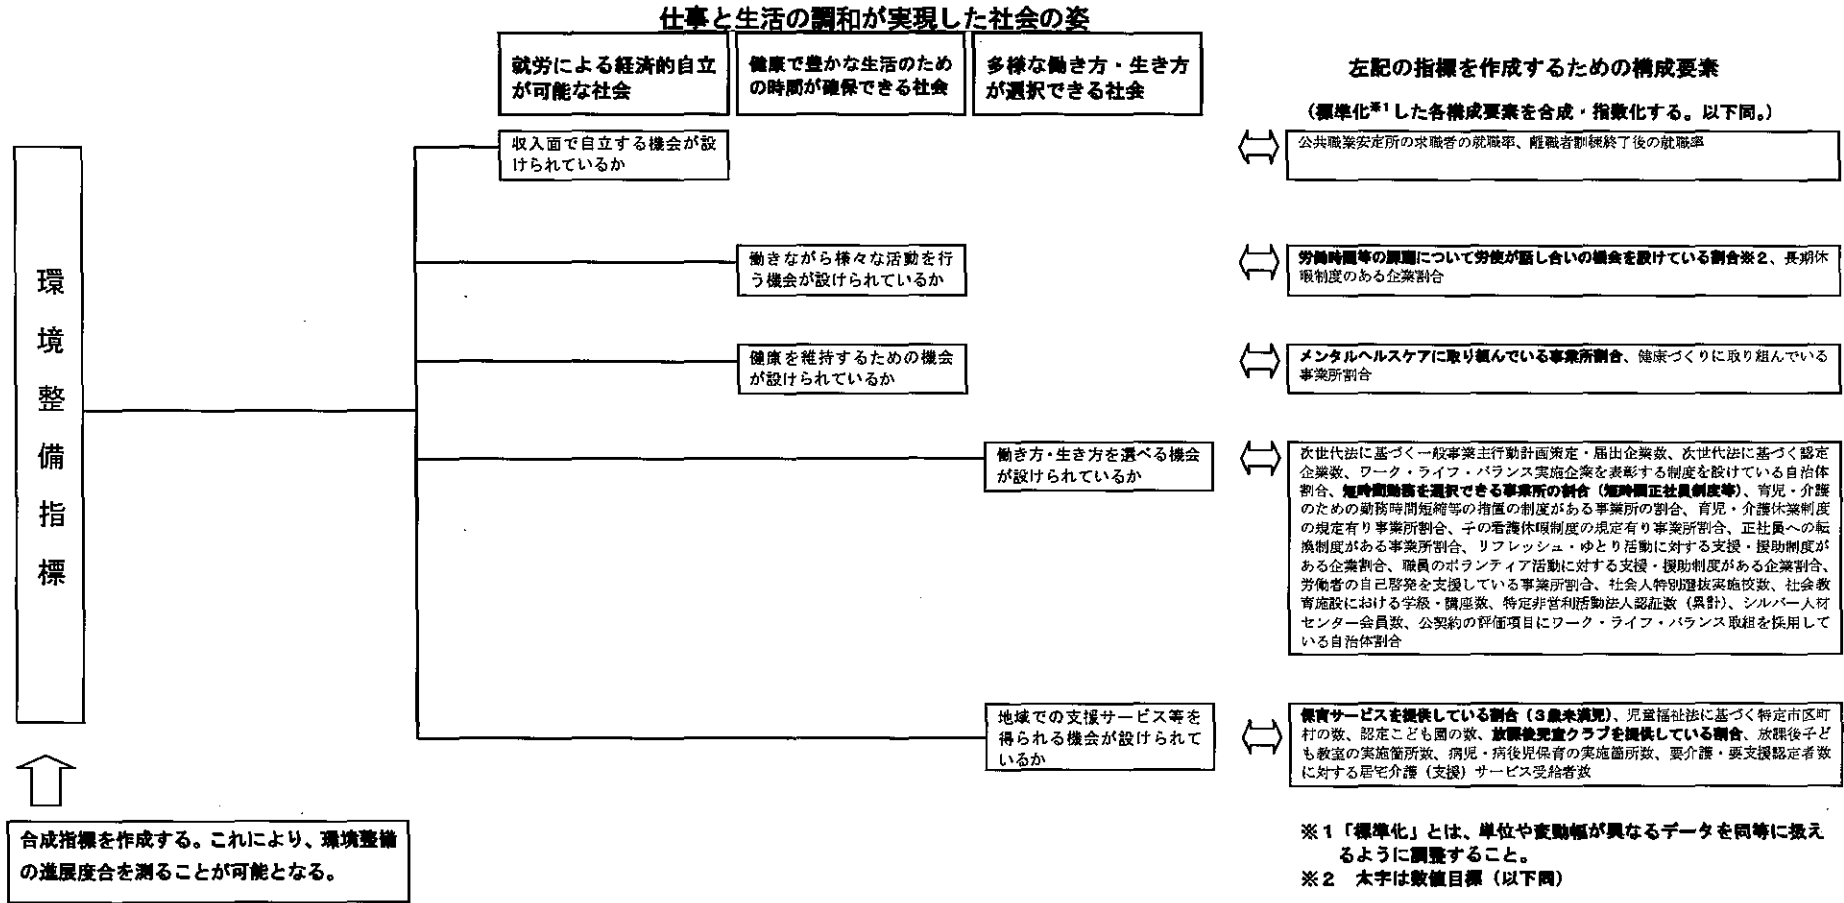 仕事と生活の調和が実現した社会の姿
就労による経済的自立
が可能な社会
健康で豊かな生活のため
の時間が確保できる社会
多様な働き方・生き方
が選択できる社会
左記の指標を作成するための構成要素
(標準化※1した各構成要素を合成・指数化する。以下同。)
環境整備指標
収入面で自立する機会が設
けられているか
公共職業安定所の求職者の就職率、離職者訓練終了後の就職率
働きながら様々な活動を行
う機会が設けられているか
労働時間等の課題について労使が話し合いの機会を設けている割合※2、長期休
暇制度のある企業割合
健康を維持するための機会
が設けられているか
メンタルヘルスケアに取り組んでいる事業所割合、健康づくりに取り組んでいる
事業所割合
働き方・生き方を選べる機会
が設けられているか
次世代法に基づく一般事業主行動計画策定・届出企業数、次世代法に基づく認定
企業数、ワーク・ライフ・バランス実施企業を表彰する制度を設けている自治体
割合、短時間勤務を選択できる事業所の割合（短時間正社員制度等）、育児・介護
のための勤務時間短縮等の措置の制度がある事業所の割合、育児・介護休業制度
の規定有り事業所割合、子の看護休暇制度の規定有り事業所割合、正社員への転
換制度がある事業所割合、リフレッシュ・ゆとり活動に対する支援・援助制度が
ある企業割合、職員のボランティア活動に対する支援・援助制度がある企業割合、
労働者の自己啓発を支援している事業所割合、社会人特別選抜実施校数、社会教
育施設における学級・講座数、特定非営利活動法人認証数（累計）、シルバー人材
センター会員数、公契約の評価項目にワーク・ライフ・バランス取組を採用して
いる自治体割合
地域での支援サービス等を
得られる機会が設けられて
いるか
保育サービスを提供している割合（3歳未満児）、児童福祉法に基づく特定市区町
村の数、認定こども園の数、放課後児童クラブを提供している割合、放課後子ど
も教室の実施箇所数、病児・病後児保育の実施箇所数、要介護・要支援認定者数
に対する居宅介護（支援）サービス受給者数
合成指標を作成する。これにより、環境整備
の進展度合を測ることが可能となる。
※1「標準化」とは、単位や変動幅が異なるデータを同等に扱え
るように調整すること。
※2 太字は数値目標（以下同）